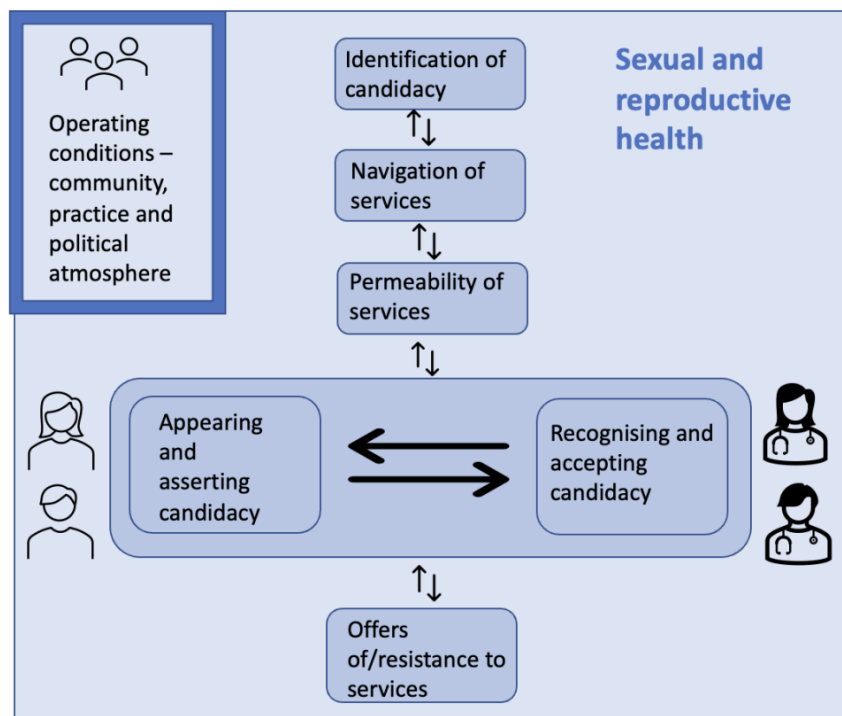 Operating
conditions –
community,
practice and
political
atmosphere
Identification of
candidacy
Sexual and
reproductive
health
Navigation of
services
Permeability of
services
Appearing
and
asserting
candidacy
Recognising and
accepting
candidacy
Offers
of/resistance to
services